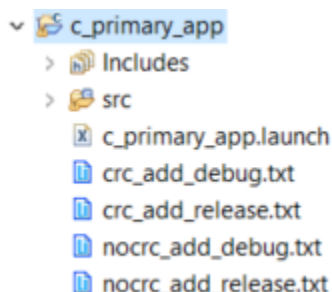 c_primary_app
Includes
src
c_primary_app.launch
crc_add_debug.txt
crc_add_release.txt
nocrc_add_debug.txt
nocrc_add_release.txt